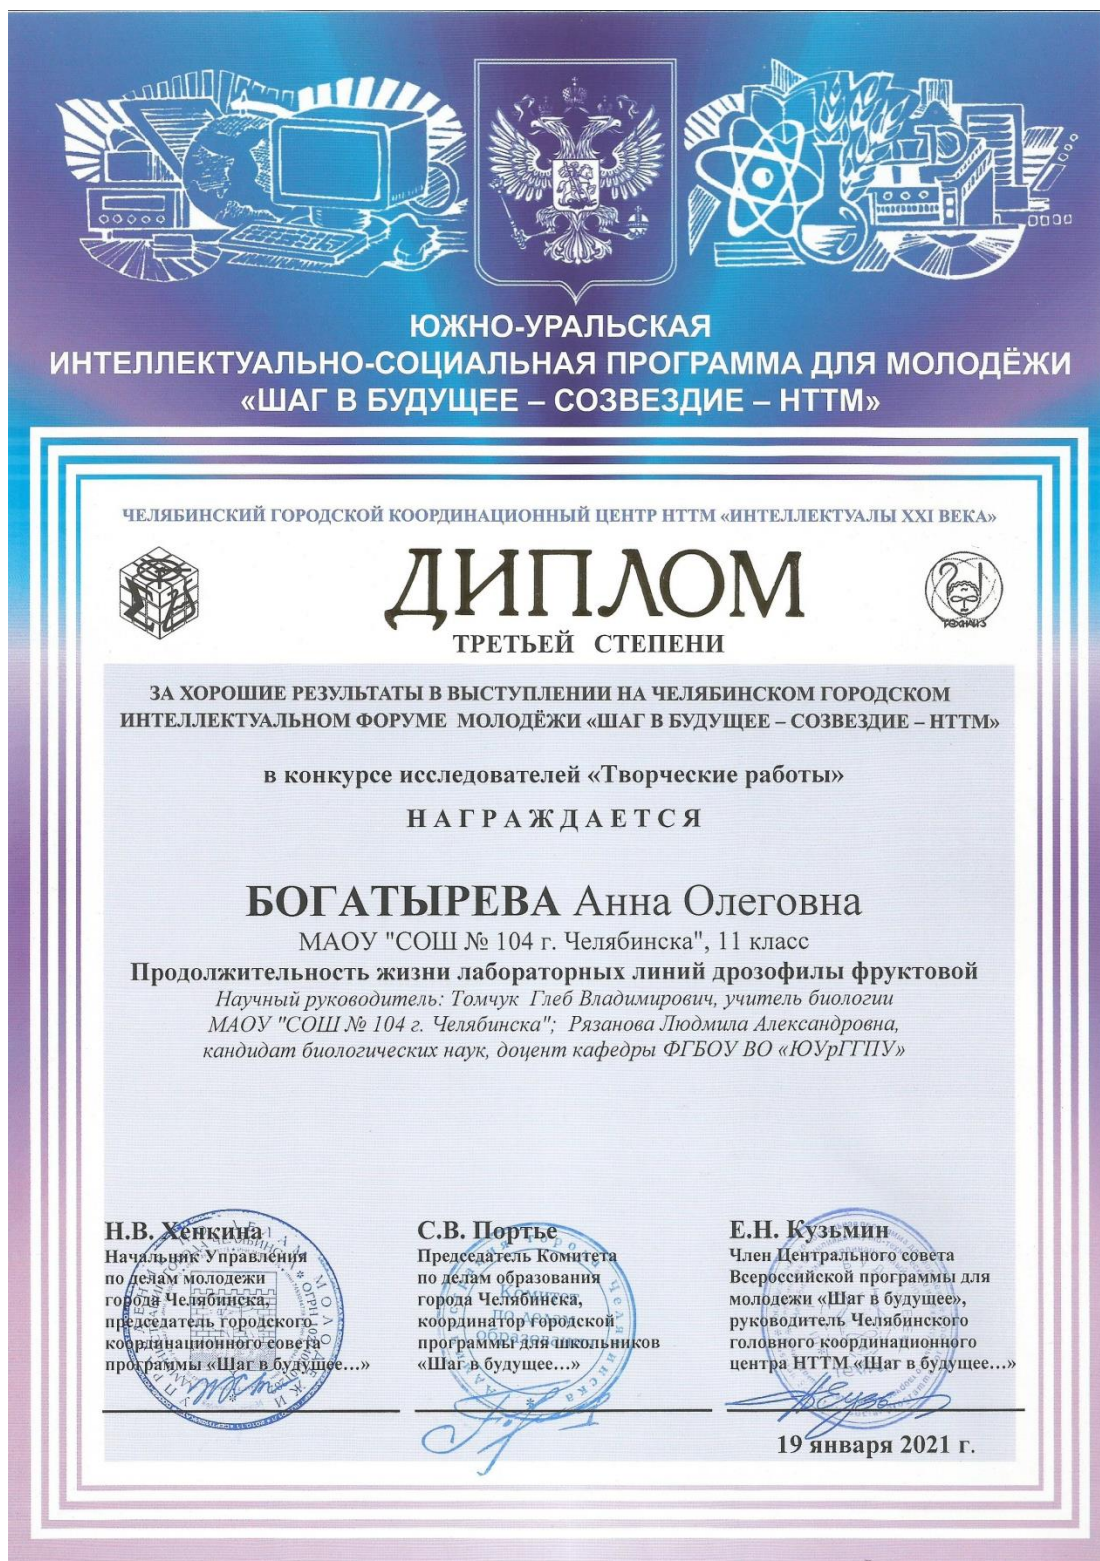 ЮЖНО-УРАЛЬСКАЯ
ИНТЕЛЛЕКТУАЛЬНО-СОЦИАЛЬНАЯ ПРОГРАММА ДЛЯ МОЛОДЁЖИ
«ШАГ В БУДУЩЕЕ – СОЗВЕЗДИЕ – НТТМ»
ЧЕЛЯБИНСКИЙ ГОРОДСКОЙ КООРДИНАЦИОННЫЙ ЦЕНТР НТТМ «ИНТЕЛЛЕКТУАЛЫ XXI ВЕКА»
ДИПЛОМ
ТРЕТЬЕЙ СТЕПЕНИ
ЗА ХОРОШИЕ РЕЗУЛЬТАТЫ В ВЫСТУПЛЕНИИ НА ЧЕЛЯБИНСКОМ ГОРОДСКОМ
ИНТЕЛЛЕКТУАЛЬНОМ ФОРУМЕ МОЛОДЁЖИ «ШАГ В БУДУЩЕЕ – СОЗВЕЗДИЕ – НТТМ»
в конкурсе исследователей «Творческие работы»
НАГРАЖДАЕТСЯ
БОГАТЫРЕВА Анна Олеговна
МАОУ "СОШ № 104 г. Челябинска", 11 класс
Продолжительность жизни лабораторных линий дрозофилы фруктовой
Научный руководитель: Томчук Глеб Владимирович, учитель биологии
МАОУ "СОШ № 104 г. Челябинска"; Рязанова Людмила Александровна,
кандидат биологических наук, доцент кафедры ФГБОУ ВО «ЮУрГГПУ»
Н.В. Хенкина
Начальник Управления
по делам молодежи
города Челябинска,
председатель городского
координационного совета
программы «Шаг в будущее…»
С.В. Портье
Председатель Комитета
по делам образования
города Челябинска,
координатор городской
программы для школьников
«Шаг в будущее…»
Комитет
по делам
образования
Е.Н. Кузьмин
Член Центрального совета
Всероссийской программы для
молодежи «Шаг в будущее»,
руководитель Челябинского
головного координационного
центра НТТМ «Шаг в будущее…»
19 января 2021 г.